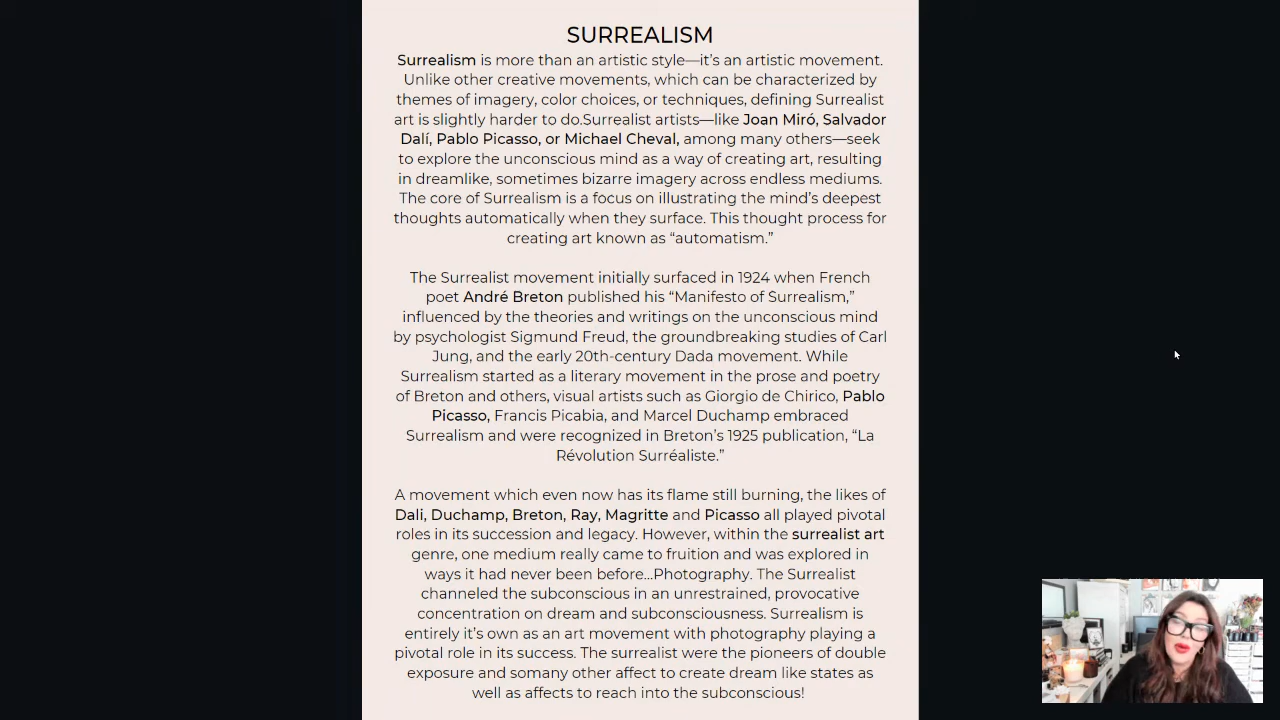 SURREALISM
Surrealism is more than an artistic style—it's an artistic movement.
Unlike other creative movements, which can be characterized by
themes of imagery, color choices, or techniques, defining Surrealist
art is slightly harder to do.Surrealist artists—like Joan Miró, Salvador
Dalí, Pablo Picasso, or Michael Cheval, among many others—seek
to explore the unconscious mind as a way of creating art, resulting
in dreamlike, sometimes bizarre imagery across endless mediums.
The core of Surrealism is a focus on illustrating the mind's deepest
thoughts automatically when they surface. This thought process for
creating art known as “automatism.”
The Surrealist movement initially surfaced in 1924 when French
poet André Breton published his “Manifesto of Surrealism,”
influenced by the theories and writings on the unconscious mind
by psychologist Sigmund Freud, the groundbreaking studies of Carl
Jung, and the early 20th-century Dada movement. While
Surrealism started as a literary movement in the prose and poetry
of Breton and others, visual artists such as Giorgio de Chirico, Pablo
Picasso, Francis Picabia, and Marcel Duchamp embraced
Surrealism and were recognized in Breton's 1925 publication, “La
Révolution Surréaliste.”
A movement which even now has its flame still burning, the likes of
Dali, Duchamp, Breton, Ray, Magritte and Picasso all played pivotal
roles in its succession and legacy. However, within the surrealist art
genre, one medium really came to fruition and was explored in
ways it had never been before...Photography. The Surrealist
channeled the subconscious in an unrestrained, provocative
concentration on dream and subconsciousness. Surrealism is
entirely it's own as an art movement with photography playing a
pivotal role in its success. The surrealist were the pioneers of double
exposure and somany other affect to create dream like states as
well as affects to reach into the subconscious!